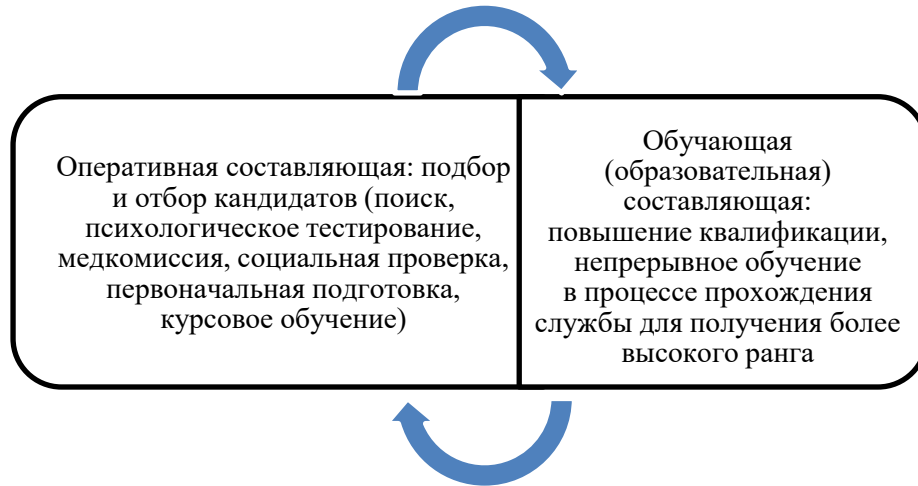 Оперативная составляющая: подбор
и отбор кандидатов (поиск,
психологическое тестирование,
медкомиссия, социальная проверка,
первоначальная подготовка,
курсовое обучение)
Обучающая
(образовательная)
составляющая:
повышение квалификации,
непрерывное обучение
в процессе прохождения
службы для получения более
высокого ранга